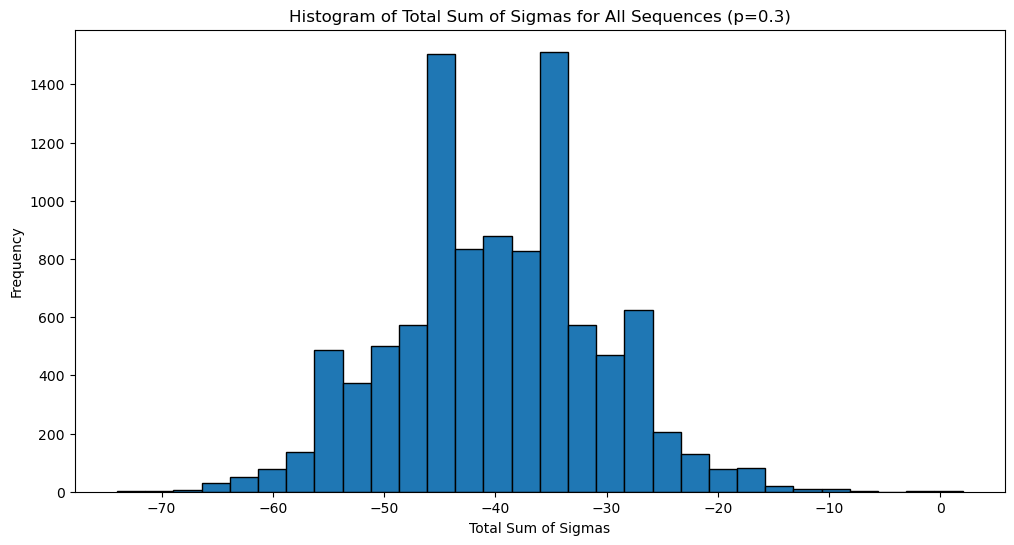 Histogram of Total Sum of Sigmas for All Sequences (p=0.3)
Frequency
1400
1200
1000
800
600
400
200
0
−70 −60 −50 −40 −30 −20 −10 0
Total Sum of Sigmas